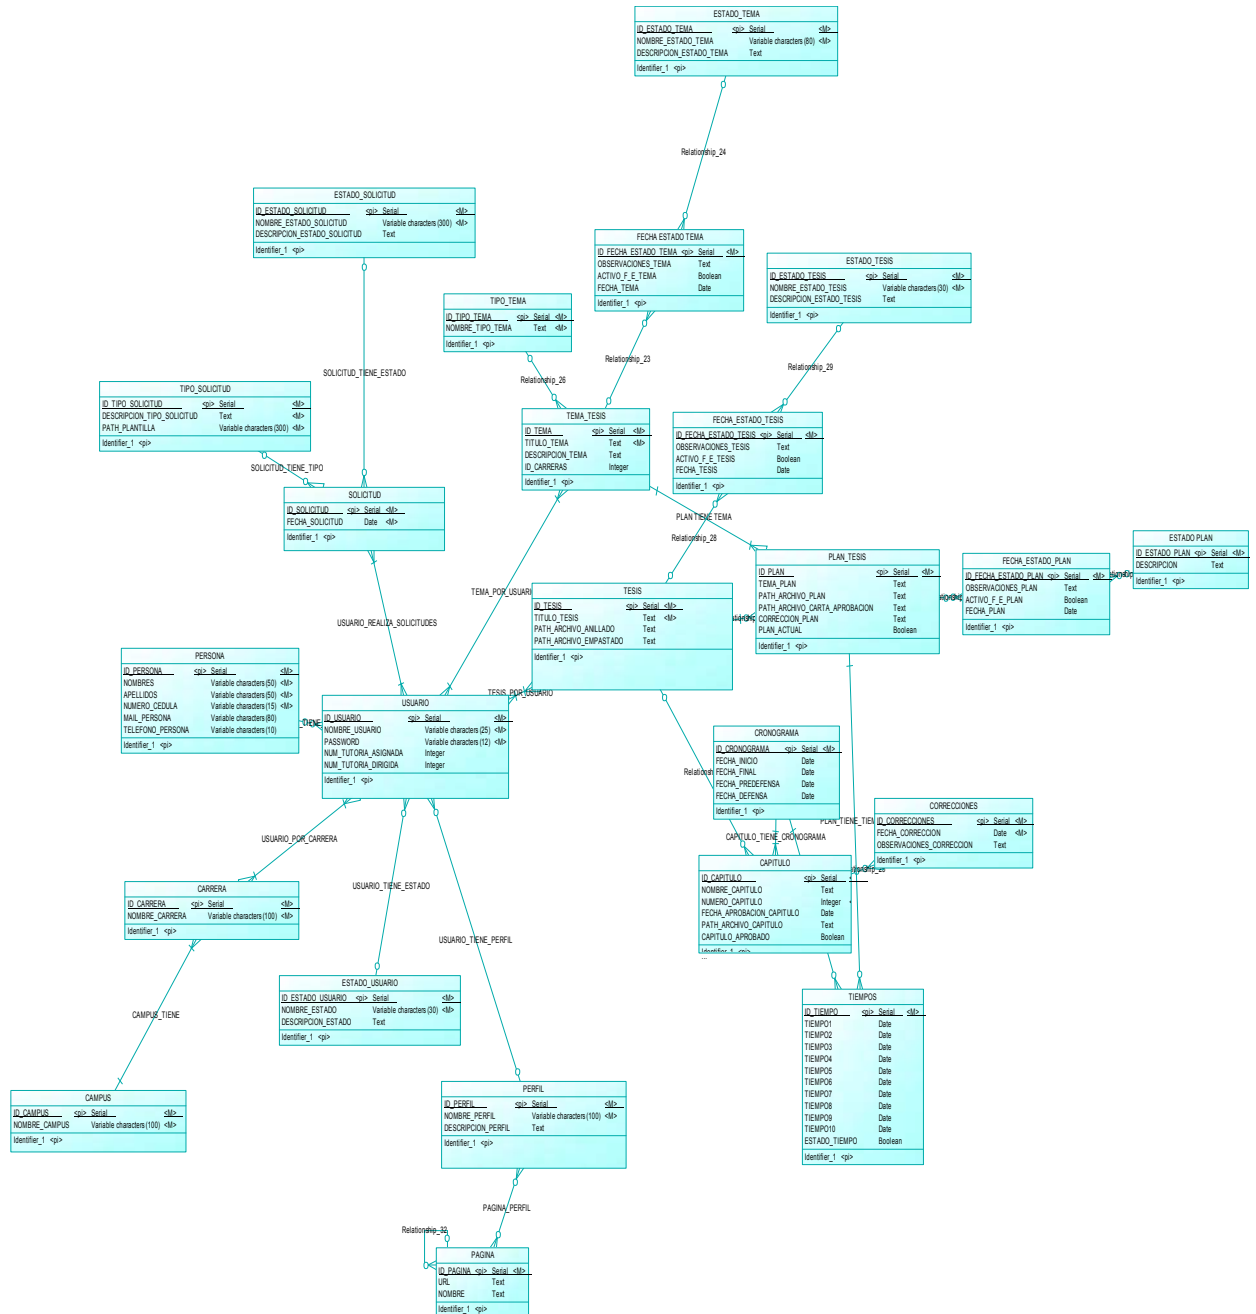 ESTADO_TEMA
ID_ESTADO_TEMA <pi> Serial <M>
NOMBRE_ESTADO_TEMA Variable characters (80) <M>
DESCRIPCION_ESTADO_TEMA Text
Identifier_1 <pi>
Relationship_24
ESTADO_SOLICITUD
ID_ESTADO_SOLICITUD <pi> Serial <M>
NOMBRE_ESTADO_SOLICITUD Variable characters (300) <M>
DESCRIPCION_ESTADO_SOLICITUD Text
Identifier_1 <pi>
FECHA ESTADO TEMA
ID_FECHA_ESTADO_TEMA <pi> Serial <M>
OBSERVACIONES_TEMA Text
ACTIVO_F_E_TEMA Boolean
FECHA_TEMA Date
Identifier_1 <pi>
ESTADO_TESIS
ID_ESTADO_TESIS <pi> Serial <M>
NOMBRE_ESTADO_TESIS Variable characters (30) <M>
DESCRIPCION_ESTADO_TESIS Text
Identifier_1 <pi>
TIPO_TEMA
ID_TIPO_TEMA <pi> Serial <M>
NOMBRE_TIPO_TEMA Text <M>
Identifier_1 <pi>
Relationship_23
Relationship_29
SOLICITUD_TIENE_ESTADO
Relationship_26
TIPO_SOLICITUD
ID_TIPO_SOLICITUD <pi> Serial <M>
DESCRIPCION_TIPO_SOLICITUD Text <M>
PATH_PLANTILLA Variable characters (300) <M>
Identifier_1 <pi>
SOLICITUD_TIENE_TIPO
TEMA_TESIS
ID_TEMA <pi> Serial <M>
TITULO_TEMA Text <M>
DESCRIPCION_TEMA Text
ID_CARRERAS Integer
Identifier_1 <pi>
FECHA_ESTADO_TESIS
ID_FECHA_ESTADO_TESIS <pi> Serial <M>
OBSERVACIONES_TESIS Text
ACTIVO_F_E_TESIS Boolean
FECHA_TESIS Date
Identifier_1 <pi>
SOLICITUD
ID_SOLICITUD <pi> Serial <M>
FECHA_SOLICITUD Date <M>
Identifier_1 <pi>
PLAN TIENE TEMA
Relationship_28
PLAN_TESIS
ID_PLAN <pi> Serial <M>
TEMA_PLAN Text
PATH_ARCHIVO_PLAN Text
PATH_ARCHIVO_CARTA_APROBACION Text
CORRECCION_PLAN Text
PLAN_ACTUAL Boolean
Identifier_1 <pi>
FECHA_ESTADO_PLAN
ID_FECHA_ESTADO_PLAN <pi> Serial <M>
OBSERVACIONES_PLAN Text
ACTIVO_F_E_PLAN Boolean
FECHA_PLAN Date
Identifier_1 <pi>
ESTADO PLAN
ID_ESTADO_PLAN <pi> Serial <M>
DESCRIPCION Text
Identifier_1 <pi>
TEMA_POR_USUARI
TESIS
ID_TESIS <pi> Serial <M>
TITULO_TESIS Text <M>
PATH_ARCHIVO_ANILLADO Text
PATH_ARCHIVO_EMPASTADO Text
Identifier_1 <pi>
USUARIO_REALIZA_SOLICITUDES
PERSONA
ID_PERSONA <pi> Serial <M>
NOMBRES Variable characters (50) <M>
APELLIDOS Variable characters (50) <M>
NUMERO_CEDULA Variable characters (15) <M>
MAIL_PERSONA Variable characters (80)
TELEFONO_PERSONA Variable characters (10)
Identifier_1 <pi>
TIENE
TESIS_POR_USUARIO
USUARIO
ID_USUARIO <pi> Serial <M>
NOMBRE_USUARIO Variable characters (25) <M>
PASSWORD Variable characters (12) <M>
NUM_TUTORIA_ASIGNADA Integer
NUM_TUTORIA_DIRIGIDA Integer
Identifier_1 <pi>
CRONOGRAMA
ID_CRONOGRAMA <pi> Serial <M>
FECHA_INICIO Date
FECHA_FINAL Date
FECHA_PREDEFENSA Date
FECHA_DEFENSA Date
Identifier_1 <pi>
CORRECCIONES
ID_CORRECCIONES <pi> Serial <M>
FECHA_CORRECCION Date <M>
OBSERVACIONES_CORRECCION Text
Identifier_1 <pi>
PLAN_TIENE_TIEM
CAPITULO_TIENE_CRONOGRAMA
USUARIO_POR_CARRERA
CAPITULO
ID_CAPITULO <pi> Serial
NOMBRE_CAPITULO Text
NUMERO_CAPITULO Integer
FECHA_APROBACION_CAPITULO Date
PATH_ARCHIVO_CAPITULO Text
CAPITULO_APROBADO Boolean
Identifier_1 <pi>
...
CARRERA
ID_CARRERA <pi> Serial <M>
NOMBRE_CARRERA Variable characters (100) <M>
Identifier_1 <pi>
USUARIO_TIENE_ESTADO
USUARIO_TIENE_PERFIL
ESTADO_USUARIO
ID_ESTADO_USUARIO <pi> Serial <M>
NOMBRE_ESTADO Variable characters (30) <M>
DESCRIPCION_ESTADO Text
Identifier_1 <pi>
CAMPUS_TIENE
TIEMPOS
ID_TIEMPO <pi> Serial <M>
TIEMPO1 Date
TIEMPO2 Date
TIEMPO3 Date
TIEMPO4 Date
TIEMPO5 Date
TIEMPO6 Date
TIEMPO7 Date
TIEMPO8 Date
TIEMPO9 Date
TIEMPO10 Date
ESTADO_TIEMPO Boolean
Identifier_1 <pi>
CAMPUS
ID_CAMPUS <pi> Serial <M>
NOMBRE_CAMPUS Variable characters (100) <M>
Identifier_1 <pi>
PERFIL
ID_PERFIL <pi> Serial <M>
NOMBRE_PERFIL Variable characters (100) <M>
DESCRIPCION_PERFIL Text
Identifier_1 <pi>
PAGINA_PERFIL
Relationship_32
PAGINA
ID_PAGINA <pi> Serial <M>
URL Text
NOMBRE Text
Identifier_1 <pi>